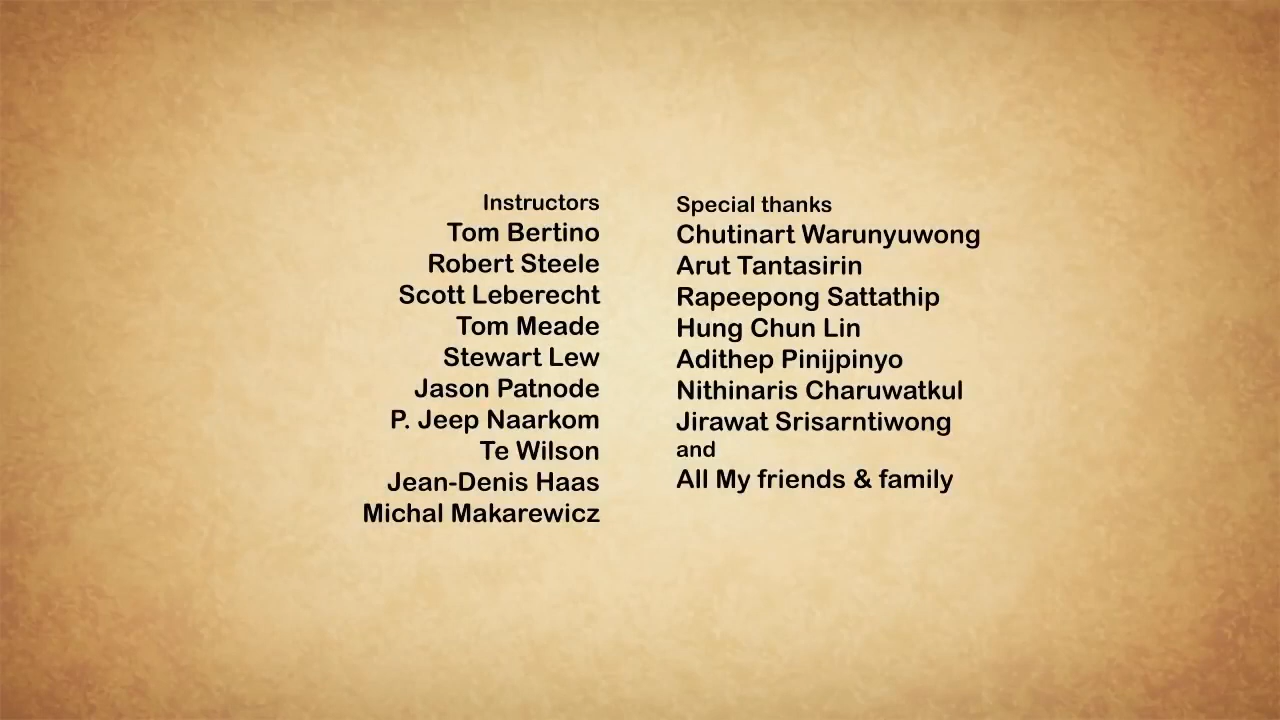 Instructors
Tom Bertino
Robert Steele
Scott Leberecht
Tom Meade
Stewart Lew
Jason Patnode
P. Jeep Naarkom
Te Wilson
Jean-Denis Haas
Michal Makarewicz
Special thanks
Chutinart Warunyuwong
Arut Tantasirin
Rapeepong Sattathip
Hung Chun Lin
Adithep Pinijpinyo
Nithinaris Charuwatkul
Jirawat Srisarntiwong
and
All My friends & family